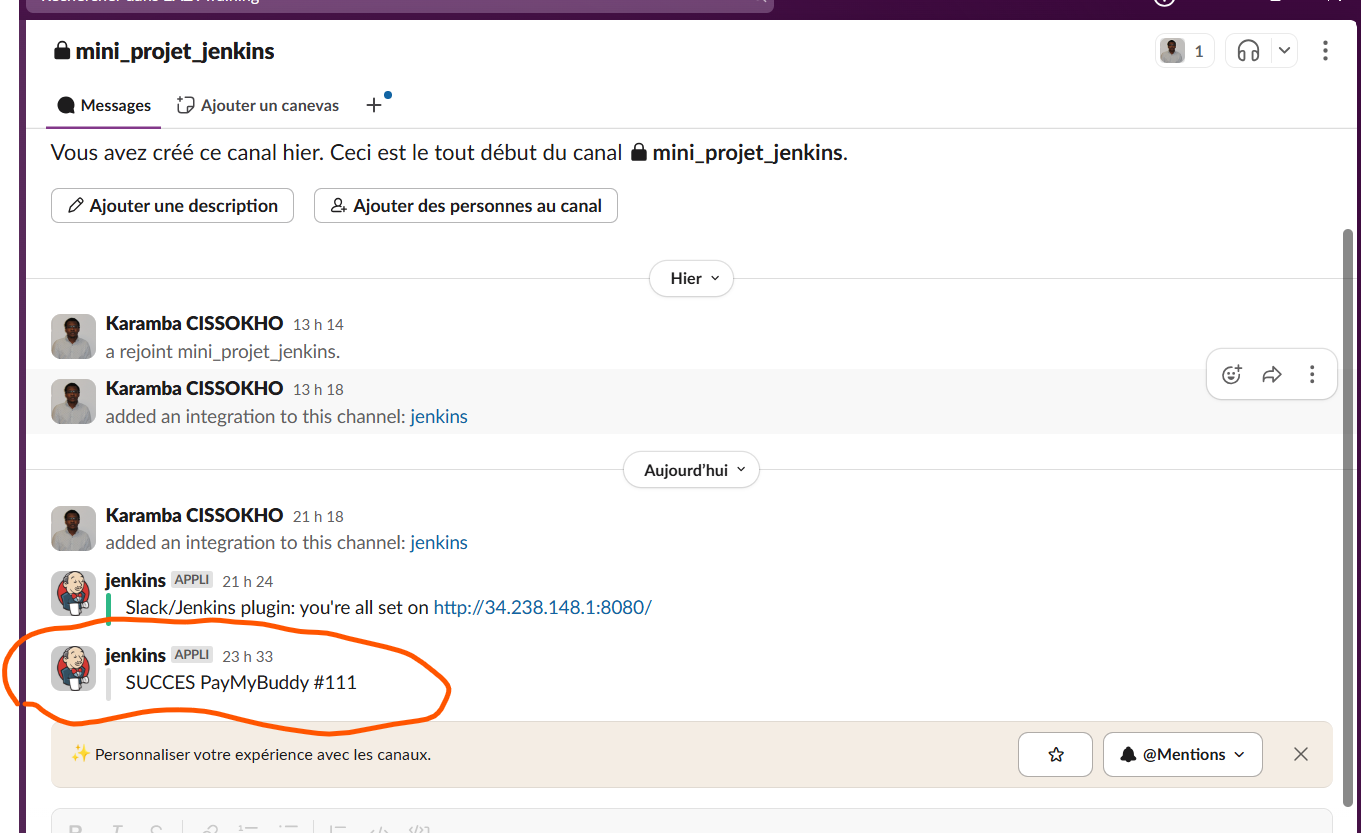 mini_projet_jenkins
1
Messages
Ajouter un canevas
Vous avez créé ce canal hier. Ceci est le tout début du canal mini_projet_jenkins.
Ajouter une description
Ajouter des personnes au canal
Hier
Karamba CISSOKHO 13 h 14
a rejoint mini_projet_jenkins.
Karamba CISSOKHO 13 h 18
added an integration to this channel: jenkins
Aujourd’hui
Karamba CISSOKHO 21 h 18
added an integration to this channel: jenkins
jenkins APPLI 21 h 24
Slack/Jenkins plugin: you're all set on http://34.238.148.1:8080/
jenkins APPLI 23 h 33
SUCCES PayMyBuddy #111
✨ Personnaliser votre expérience avec les canaux.
@Mentions